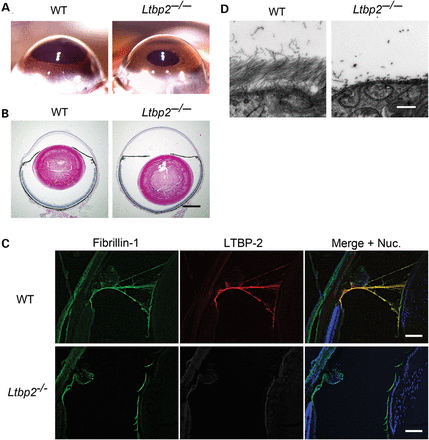 A
WT
Ltbp2–/–
B
WT
Ltbp2–/–
D
WT
Ltbp2–/–
C
Fibrillin-1
LTBP-2
Merge + Nuc.
WT
Ltbp2-/-